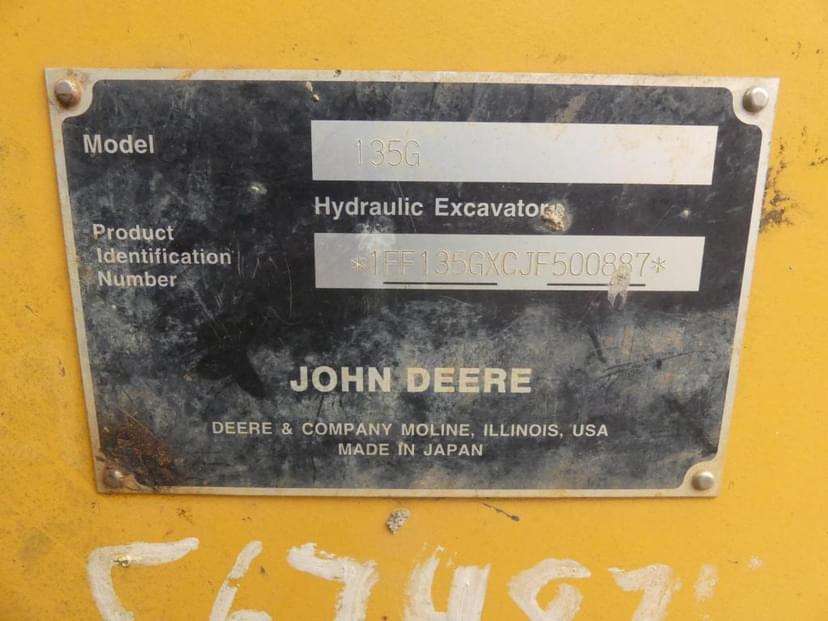 Model
135G
Hydraulic Excavator
Product
Identification
Number
*1FF135GXCJF500887*
JOHN DEERE
DEERE & COMPANY MOLINE, ILLINOIS, USA
MADE IN JAPAN